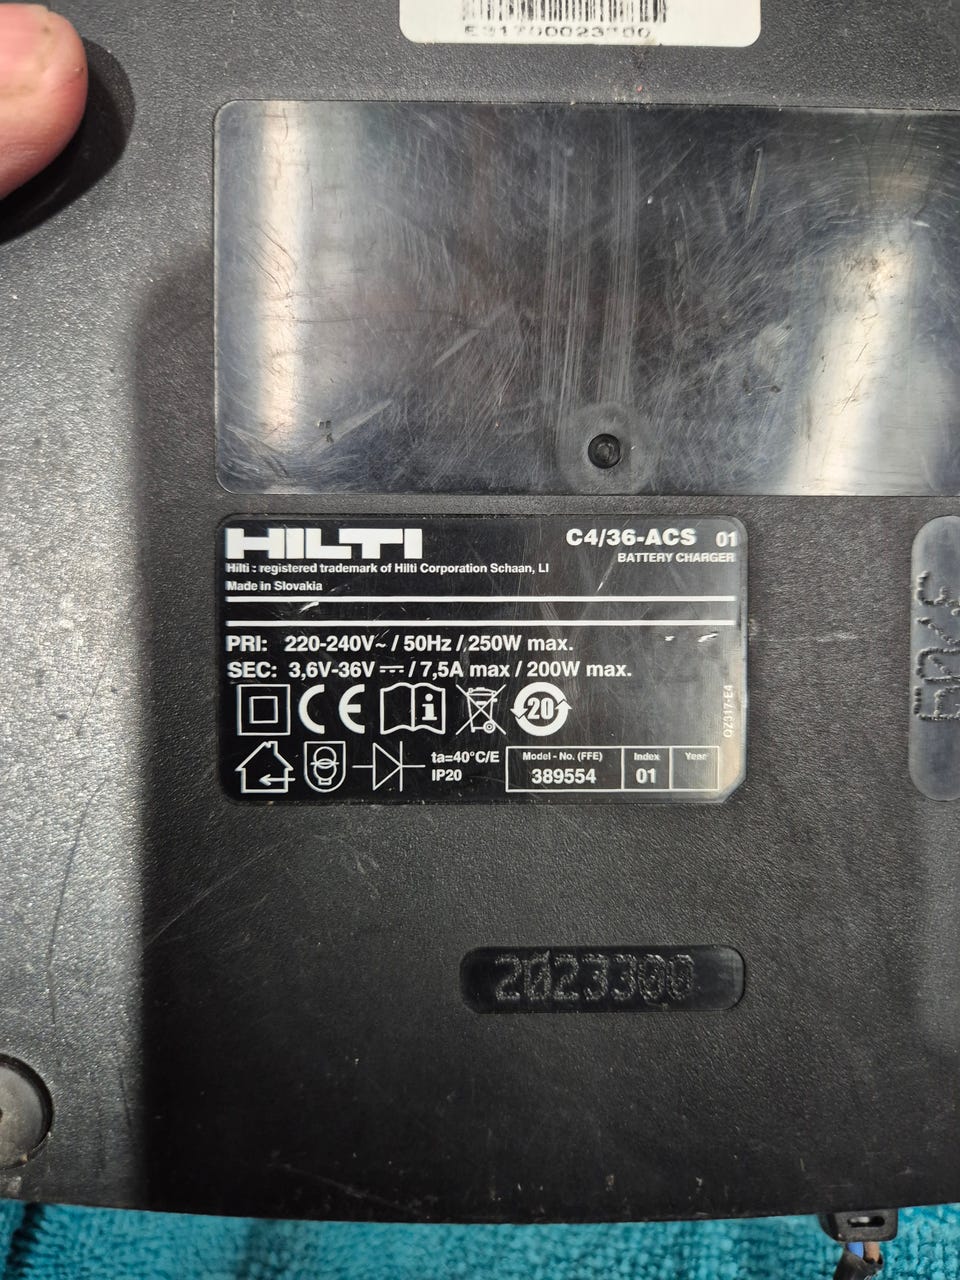 HILTI
C4/36-ACS 01
BATTERY CHARGER
Hilti : registered trademark of Hilti Corporation Schaan, LI
Made in Slovakia
PRI: 220-240V~ / 50Hz / 250W max.
SEC: 3,6V-36V⎓ / 7,5A max / 200W max.
CE
i
20
QZ317-E4
ta=40°C/E
IP20
Model - No. (FFE)
389554
Index
01
Year
2023300